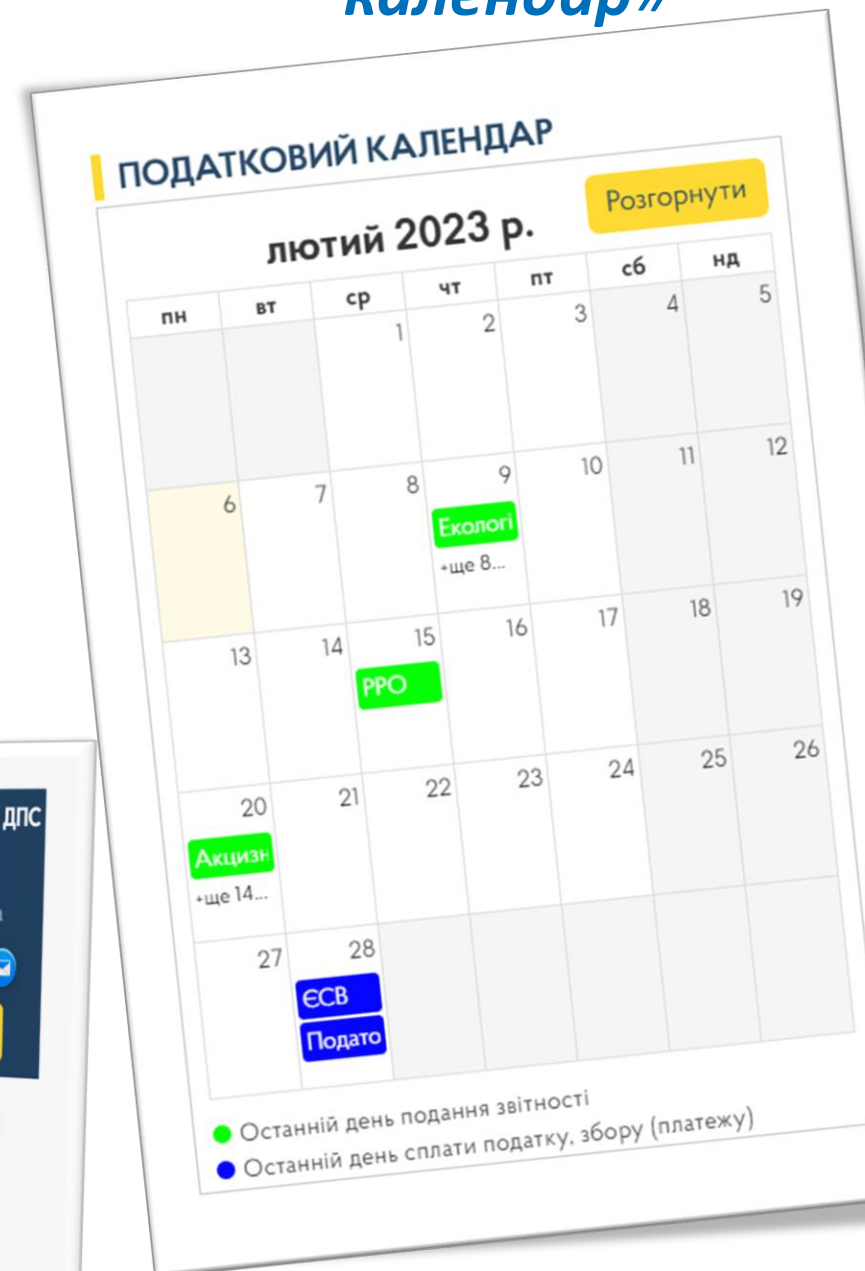 календар»
ПОДАТКОВИЙ КАЛЕНДАР
лютий 2023 р.
Розгорнути
пн вт ср чт пт сб нд
1 2 3 4 5
6 7 8 9 10 11 12
Екологі
+ще 8...
13 14 15 16 17 18 19
РРО
20 21 22 23 24 25 26
Акцизн
+ще 14...
27 28
ЄСВ
Подато
Останній день подання звітності
Останній день сплати податку, збору (платежу)
ДПС